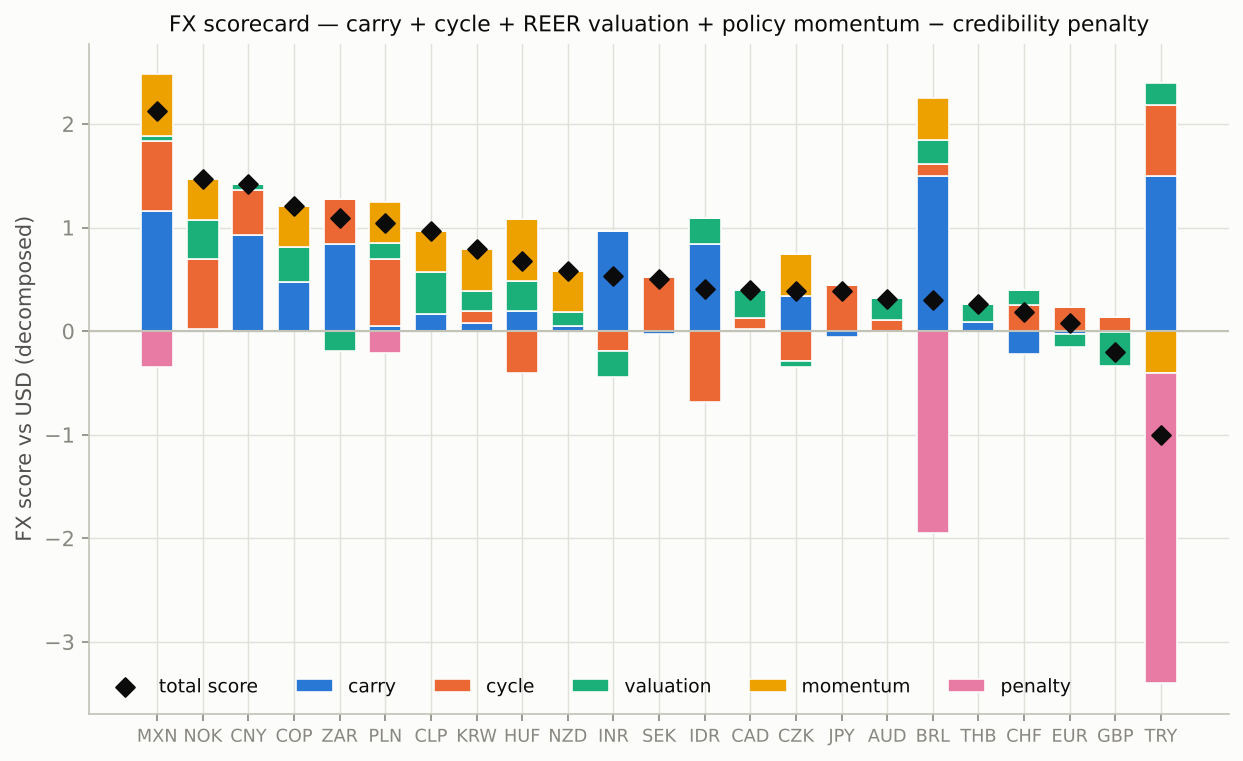 FX scorecard — carry + cycle + REER valuation + policy momentum − credibility penalty
FX score vs USD (decomposed)
2
1
0
−1
−2
−3
total score carry cycle valuation momentum penalty
MXN NOK CNY COP ZAR PLN CLP KRW HUF NZD INR SEK IDR CAD CZK JPY AUD BRL THB CHF EUR GBP TRY